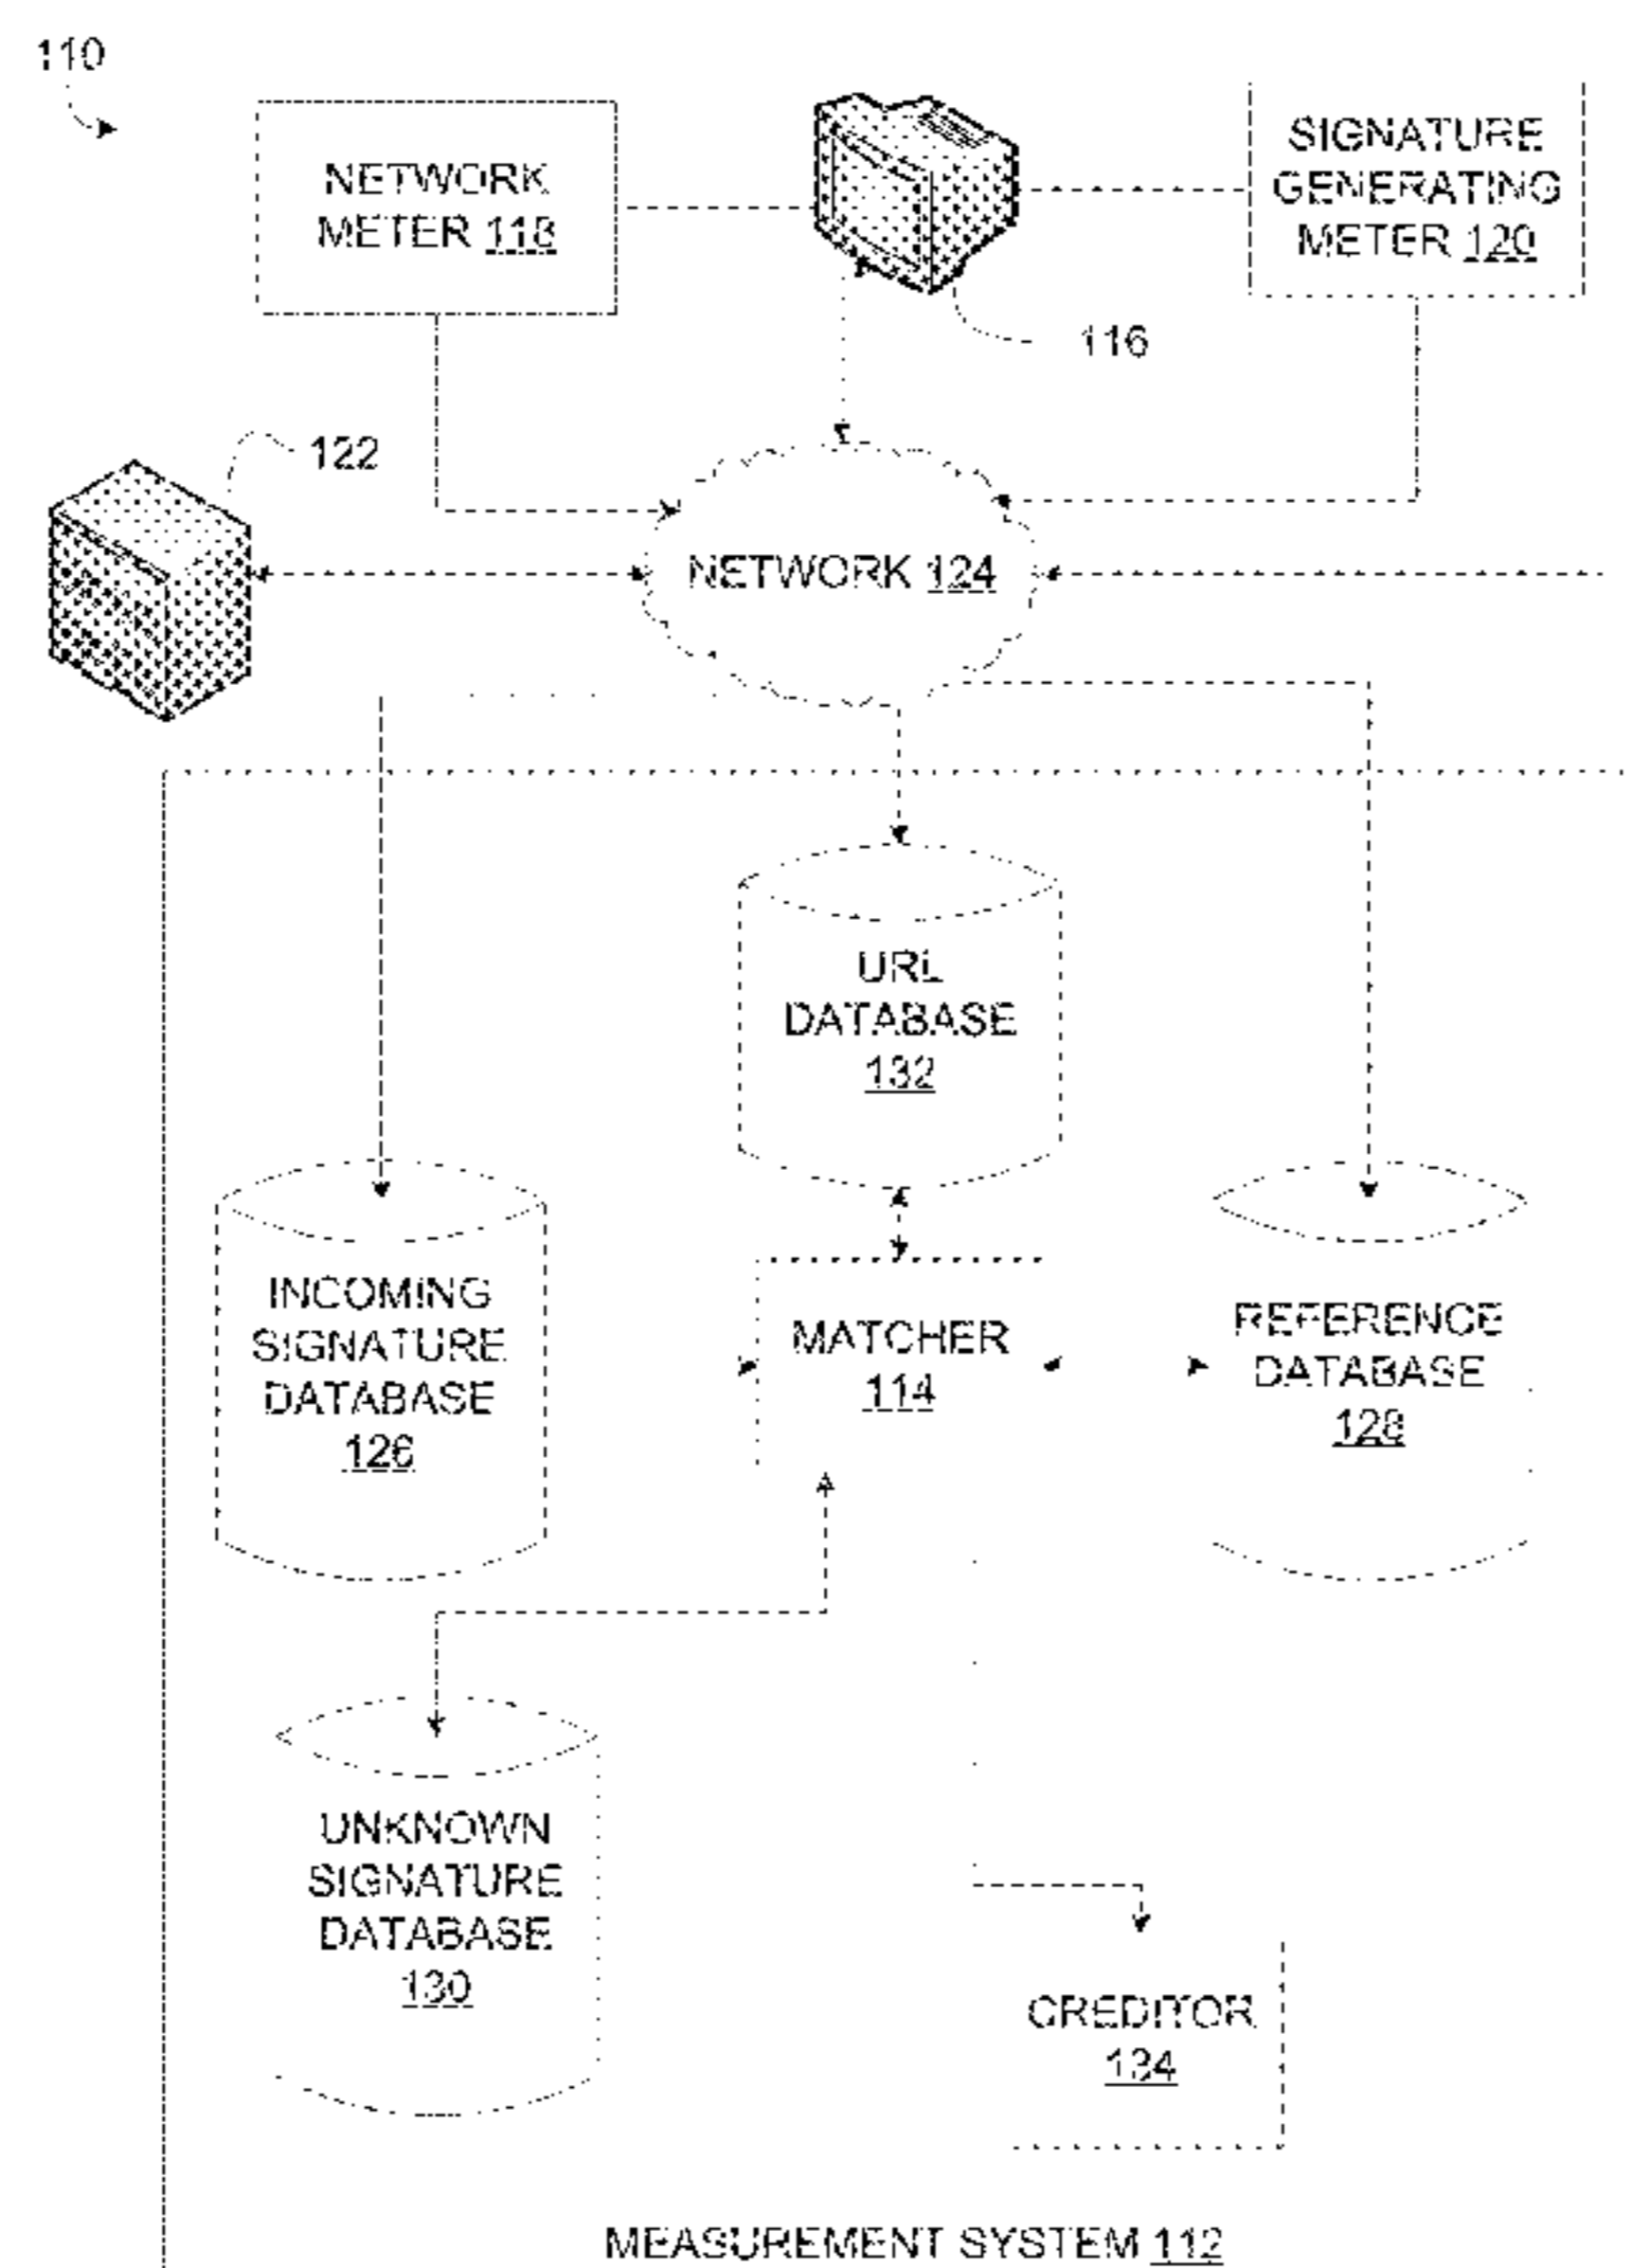 110
NETWORK
METER 118
SIGNATURE
GENERATING
METER 120
116
122
NETWORK 124
URL
DATABASE
132
INCOMING
SIGNATURE
DATABASE
126
MATCHER
114
REFERENCE
DATABASE
128
UNKNOWN
SIGNATURE
DATABASE
130
CREDITOR
134
MEASUREMENT SYSTEM 112